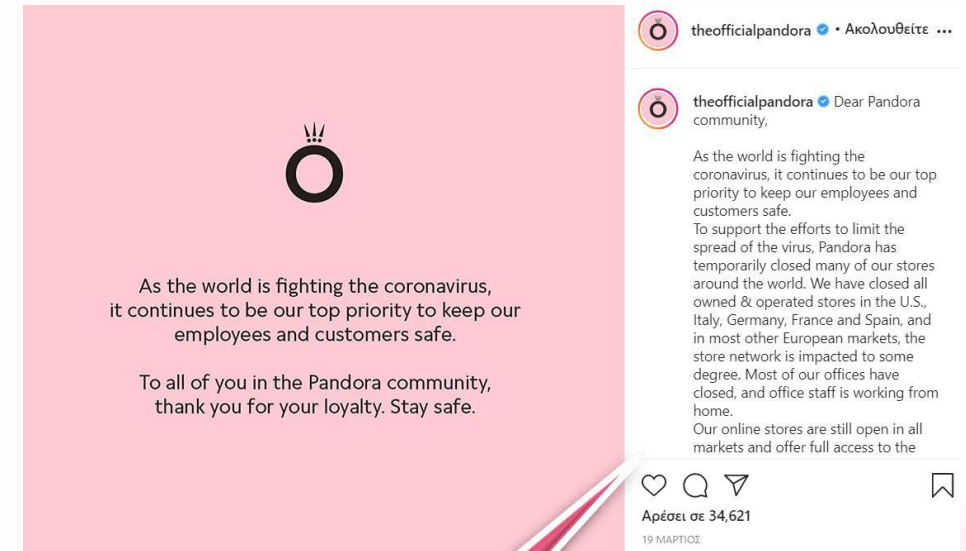 As the world is fighting the coronavirus,
it continues to be our top priority to keep our
employees and customers safe.
To all of you in the Pandora community,
thank you for your loyalty. Stay safe.
theofficialpandora • Ακολουθείτε
theofficialpandora Dear Pandora
community,
As the world is fighting the
coronavirus, it continues to be our top
priority to keep our employees and
customers safe.
To support the efforts to limit the
spread of the virus, Pandora has
temporarily closed many of our stores
around the world. We have closed all
owned & operated stores in the U.S.,
Italy, Germany, France and Spain, and
in most other European markets, the
store network is impacted to some
degree. Most of our offices have
closed, and office staff is working from
home.
Our online stores are still open in all
markets and offer full access to the
Αρέσει σε 34,621
19 ΜΑΡΤΙΟΣ